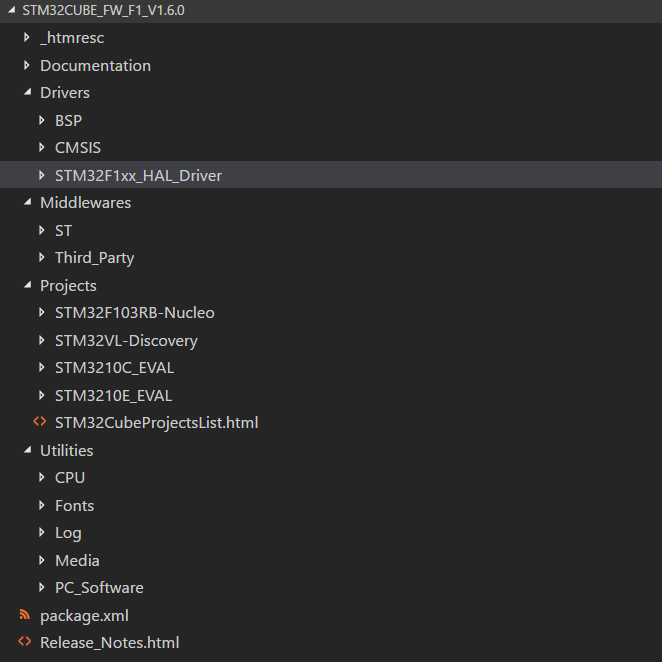 STM32CUBE_FW_F1_V1.6.0
_htmresc
Documentation
Drivers
BSP
CMSIS
STM32F1xx_HAL_Driver
Middlewares
ST
Third_Party
Projects
STM32F103RB-Nucleo
STM32VL-Discovery
STM3210C_EVAL
STM3210E_EVAL
STM32CubeProjectsList.html
Utilities
CPU
Fonts
Log
Media
PC_Software
package.xml
Release_Notes.html